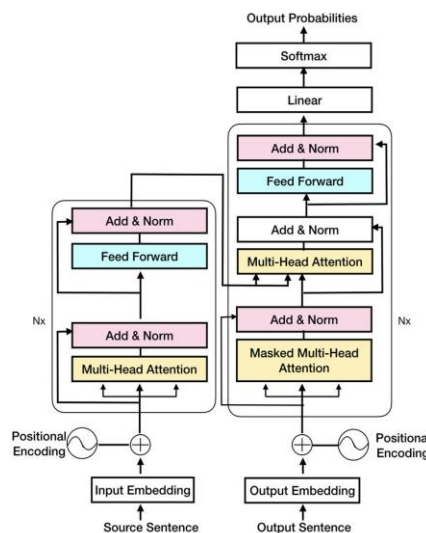 Output Probabilities
Softmax
Linear
Add & Norm
Feed Forward
Add & Norm
Multi-Head Attention
Add & Norm
Masked Multi-Head
Attention
Nx
Add & Norm
Feed Forward
Nx
Add & Norm
Multi-Head Attention
Positional
Encoding
Positional
Encoding
Input Embedding
Output Embedding
Source Sentence
Output Sentence